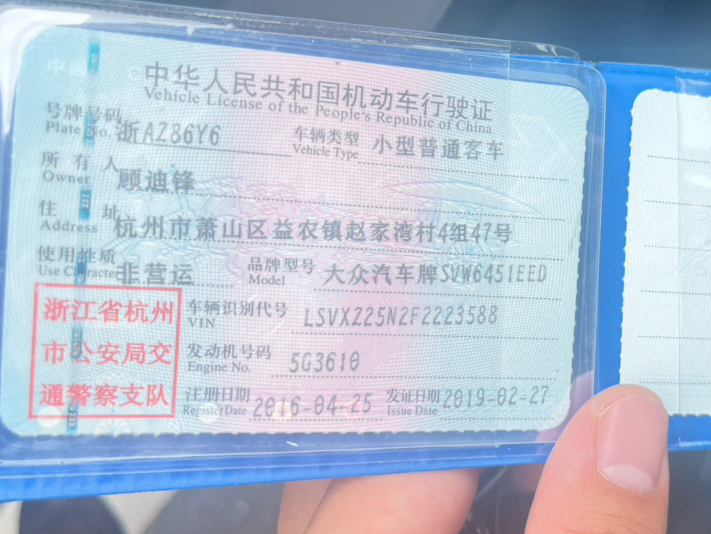 中华人民共和国机动车行驶证
Vehicle License of the People's Republic of China
号牌号码 浙AZ86Y6 车辆类型 小型普通客车
Plate No. Vehicle Type
所有人 顾迪锋
Owner
住址 杭州市萧山区益农镇赵家湾村4组47号
Address
使用性质 非营运 品牌型号 大众汽车牌SVW6451EED
Use Character Model
浙江省杭州
市公安局交
通警察支队
车辆识别代号 LSVXZ25N2F2223588
VIN
发动机号码 5G3610
Engine No.
注册日期 2016-04-25 发证日期 2019-02-27
Register Date Issue Date